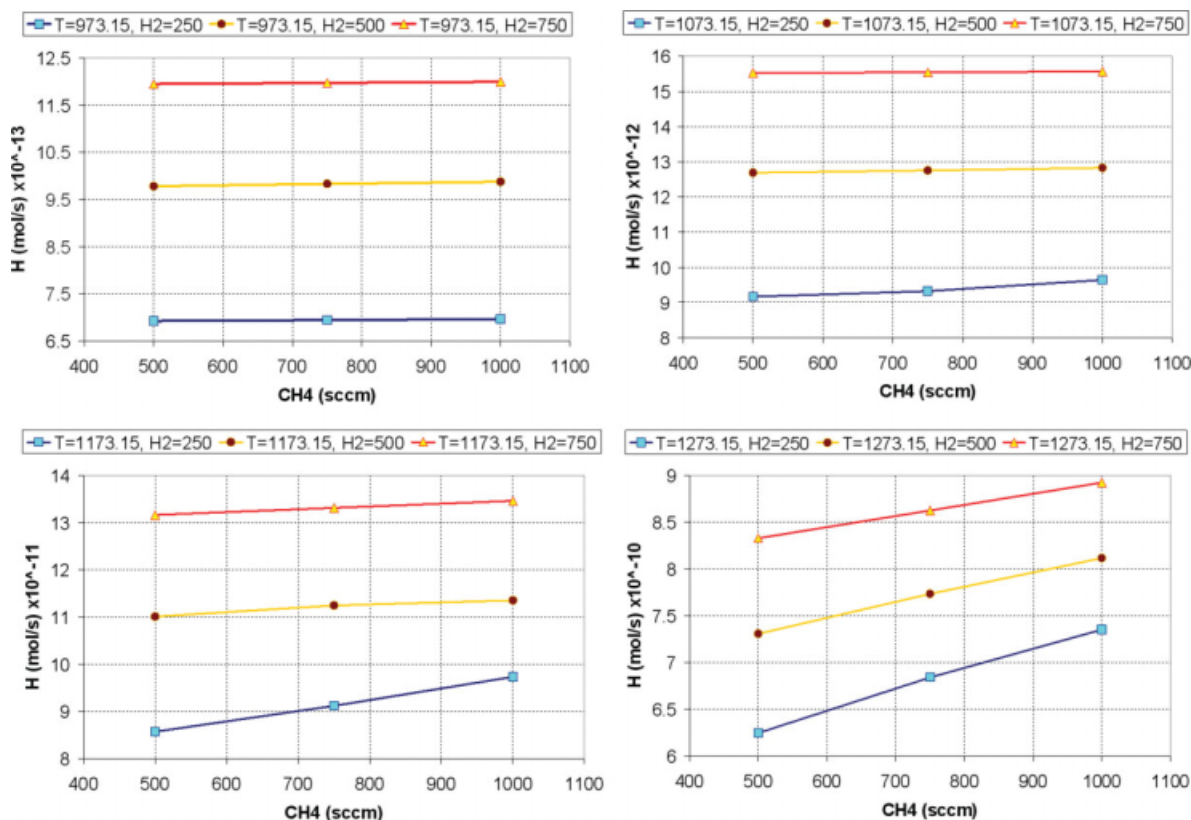 T=973.15, H2=250 T=973.15, H2=500 T=973.15, H2=750
12.5
11.5
10.5
9.5
8.5
7.5
6.5
H (mol/s) x10^-13
400 500 600 700 800 900 1000 1100
CH4 (sccm)
T=1073.15, H2=250 T=1073.15, H2=500 T=1073.15, H2=750
16
15
14
13
12
11
10
9
8
H (mol/s) x10^-12
400 500 600 700 800 900 1000 1100
CH4 (sccm)
T=1173.15, H2=250 T=1173.15, H2=500 T=1173.15, H2=750
14
13
12
11
10
9
8
H (mol/s) x10^-11
400 500 600 700 800 900 1000 1100
CH4 (sccm)
T=1273.15, H2=250 T=1273.15, H2=500 T=1273.15, H2=750
9
8.5
8
7.5
7
6.5
6
H (mol/s) x10^-10
400 500 600 700 800 900 1000 1100
CH4 (sccm)